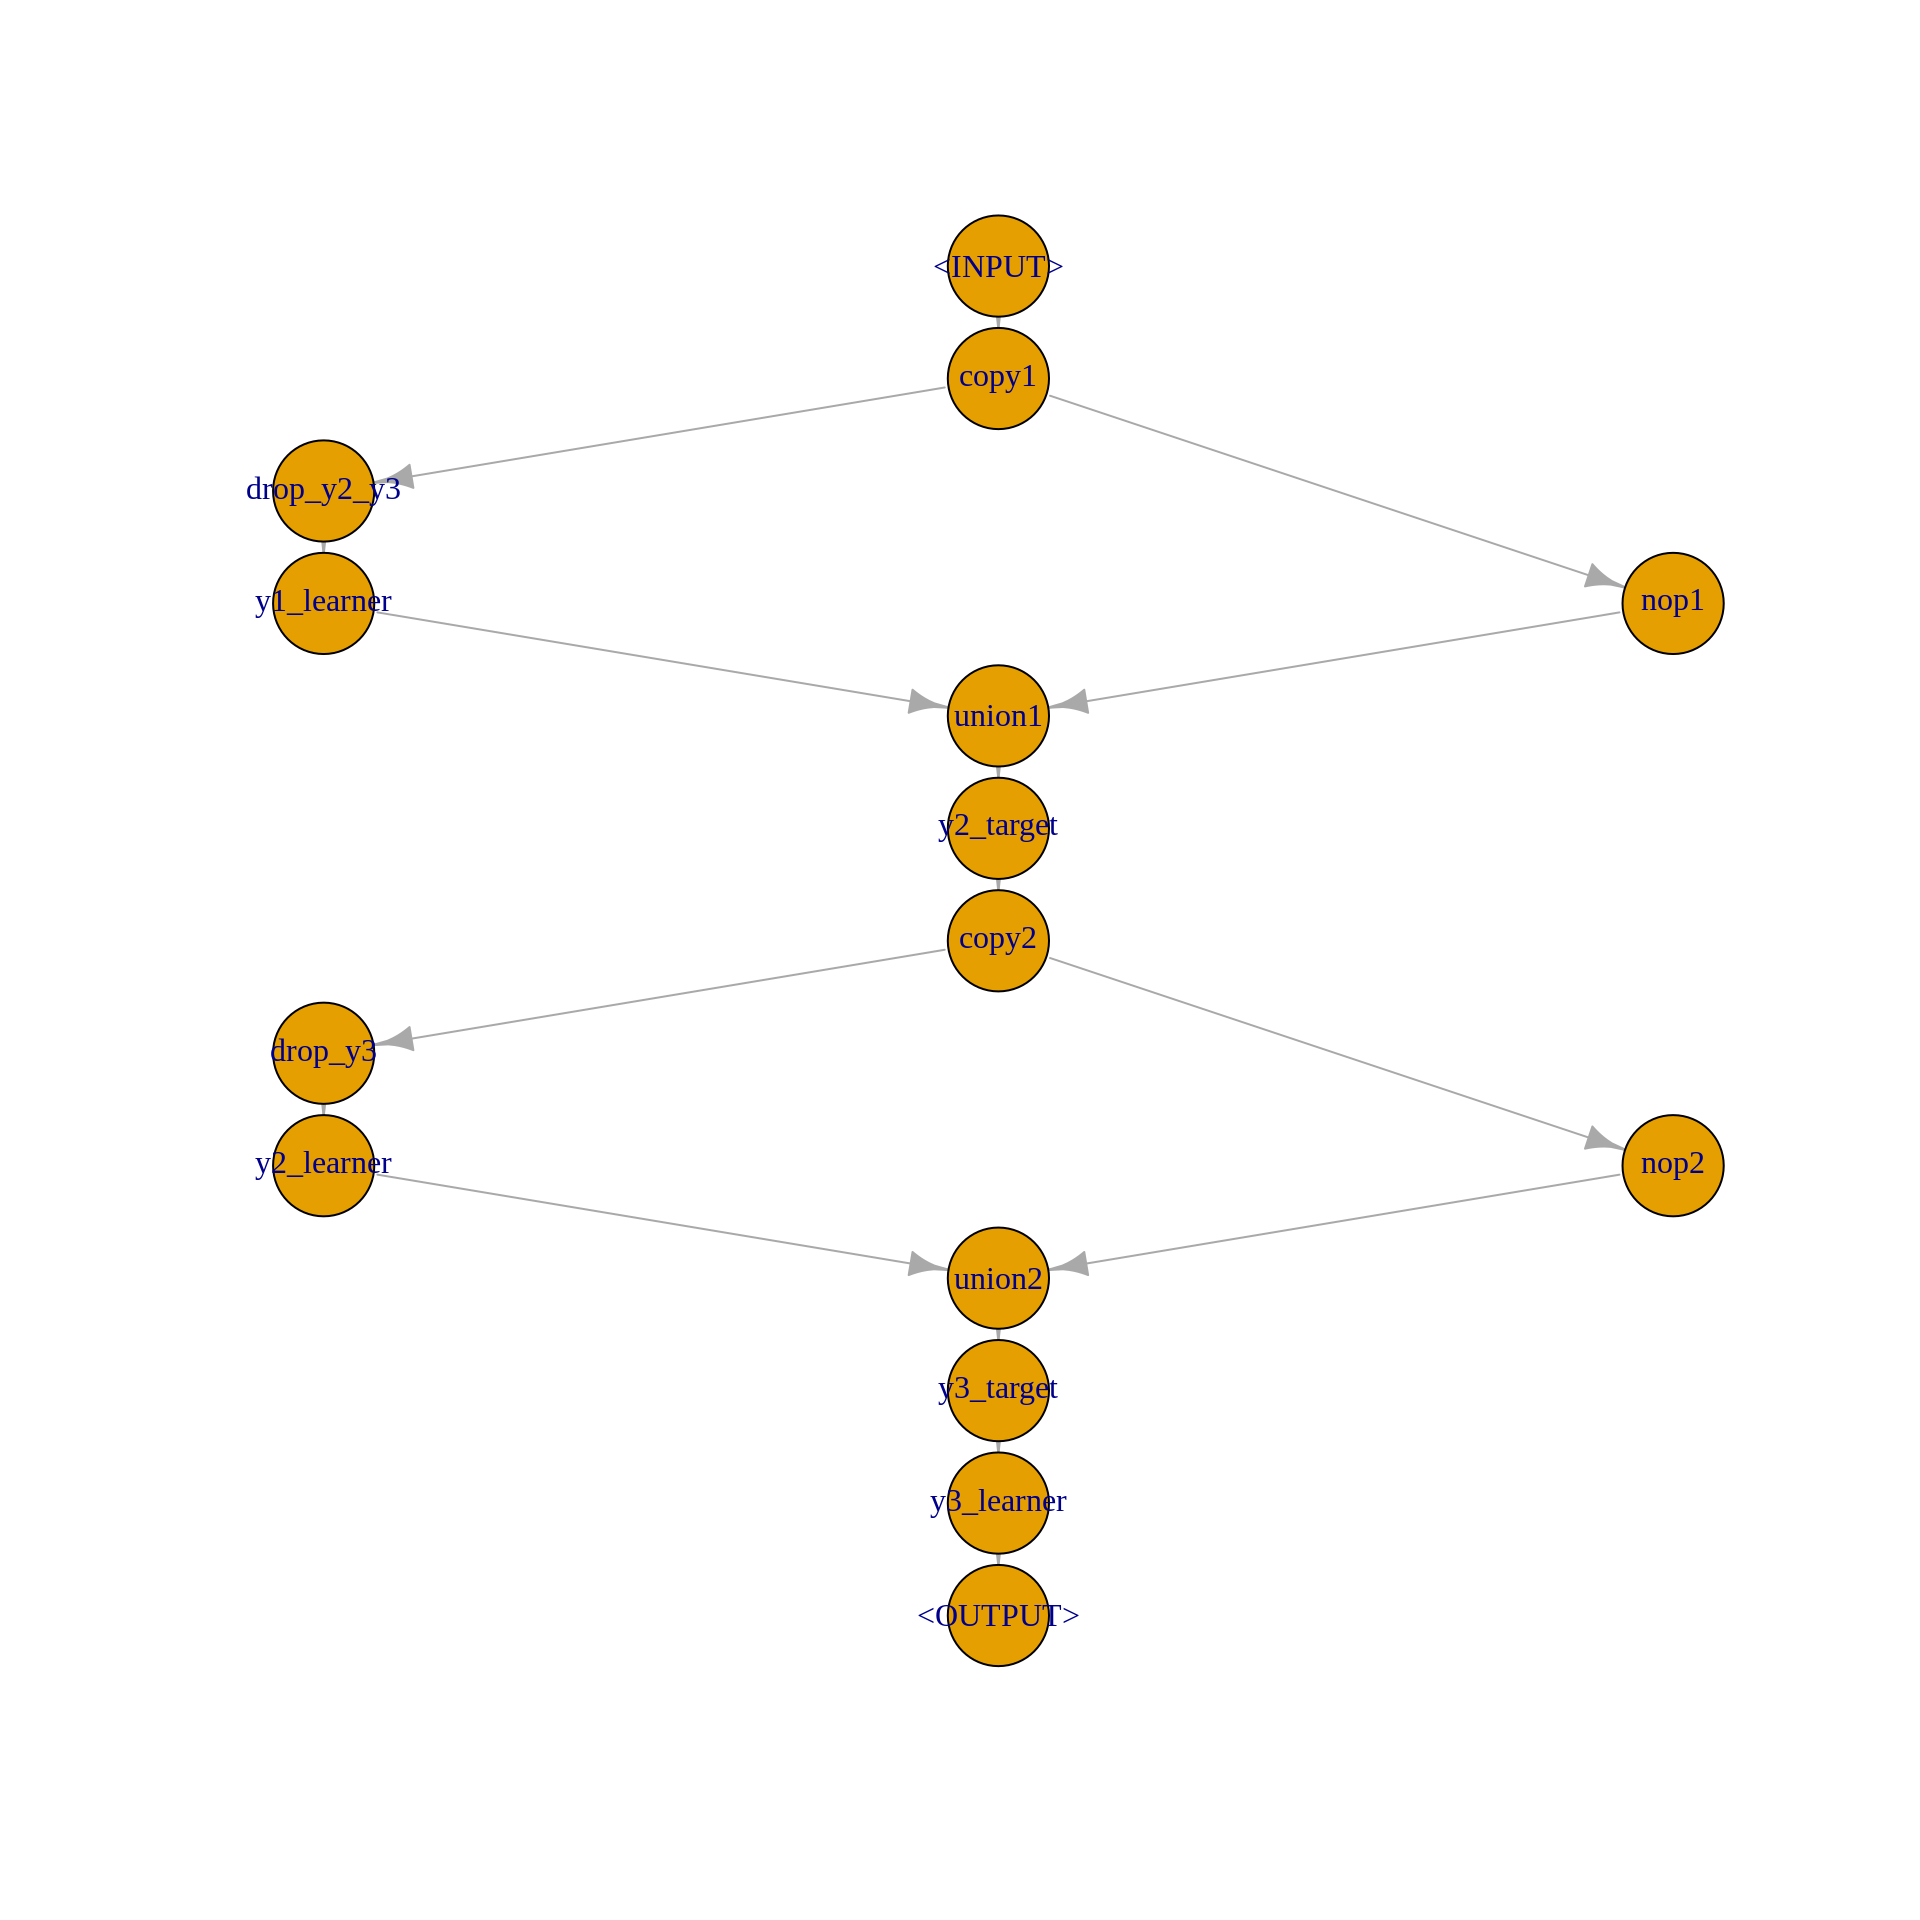 <INPUT>
copy1
drop_y2_y3
y1_learner
nop1
union1
y2_target
copy2
drop_y3
y2_learner
nop2
union2
y3_target
y3_learner
<OUTPUT>